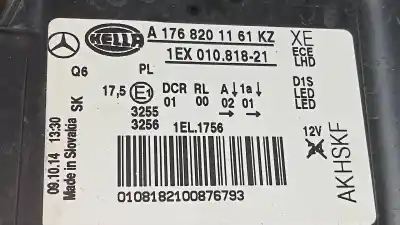 HELLA
A 176 820 11 61 KZ
1EX 010.818-21
XE
ECE
LHD
Q6
PL
17,5 E1
DCR RL A 1a
01 00 02 01
D1S
LED
LED
3255
3256
1EL.1756
12V
SK
09.10.14 13:30
Made in Slovakia
0108182100876793
AKHSKF